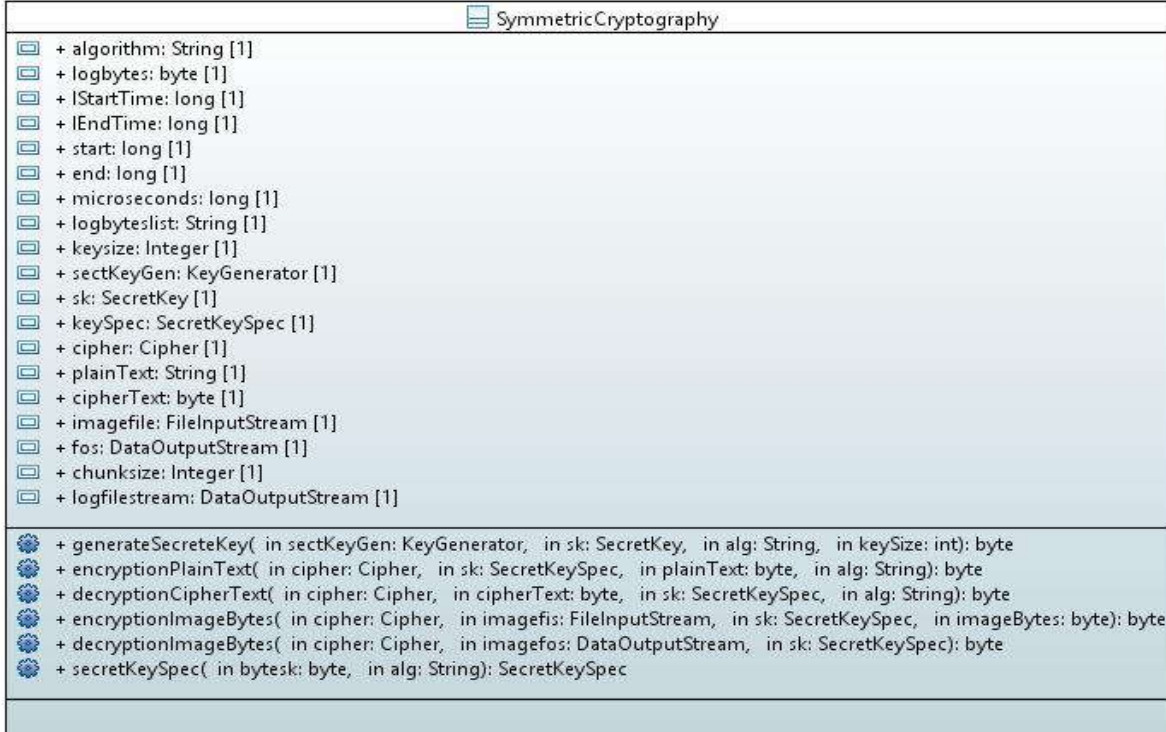 SymmetricCryptography
+ algorithm: String [1]
+ logbytes: byte [1]
+ lStartTime: long [1]
+ lEndTime: long [1]
+ start: long [1]
+ end: long [1]
+ microseconds: long [1]
+ logbyteslist: String [1]
+ keysize: Integer [1]
+ sectKeyGen: KeyGenerator [1]
+ sk: SecretKey [1]
+ keySpec: SecretKeySpec [1]
+ cipher: Cipher [1]
+ plainText: String [1]
+ cipherText: byte [1]
+ imagefile: FileInputStream [1]
+ fos: DataOutputStream [1]
+ chunksize: Integer [1]
+ logfilestream: DataOutputStream [1]
+ generateSecreteKey( in sectKeyGen: KeyGenerator, in sk: SecretKey, in alg: String, in keySize: int): byte
+ encryptionPlainText( in cipher: Cipher, in sk: SecretKeySpec, in plainText: byte, in alg: String): byte
+ decryptionCipherText( in cipher: Cipher, in cipherText: byte, in sk: SecretKeySpec, in alg: String): byte
+ encryptionImageBytes( in cipher: Cipher, in imagefis: FileInputStream, in sk: SecretKeySpec, in imageBytes: byte): byte
+ decryptionImageBytes( in cipher: Cipher, in imagefos: DataOutputStream, in sk: SecretKeySpec): byte
+ secretKeySpec( in bytesk: byte, in alg: String): SecretKeySpec